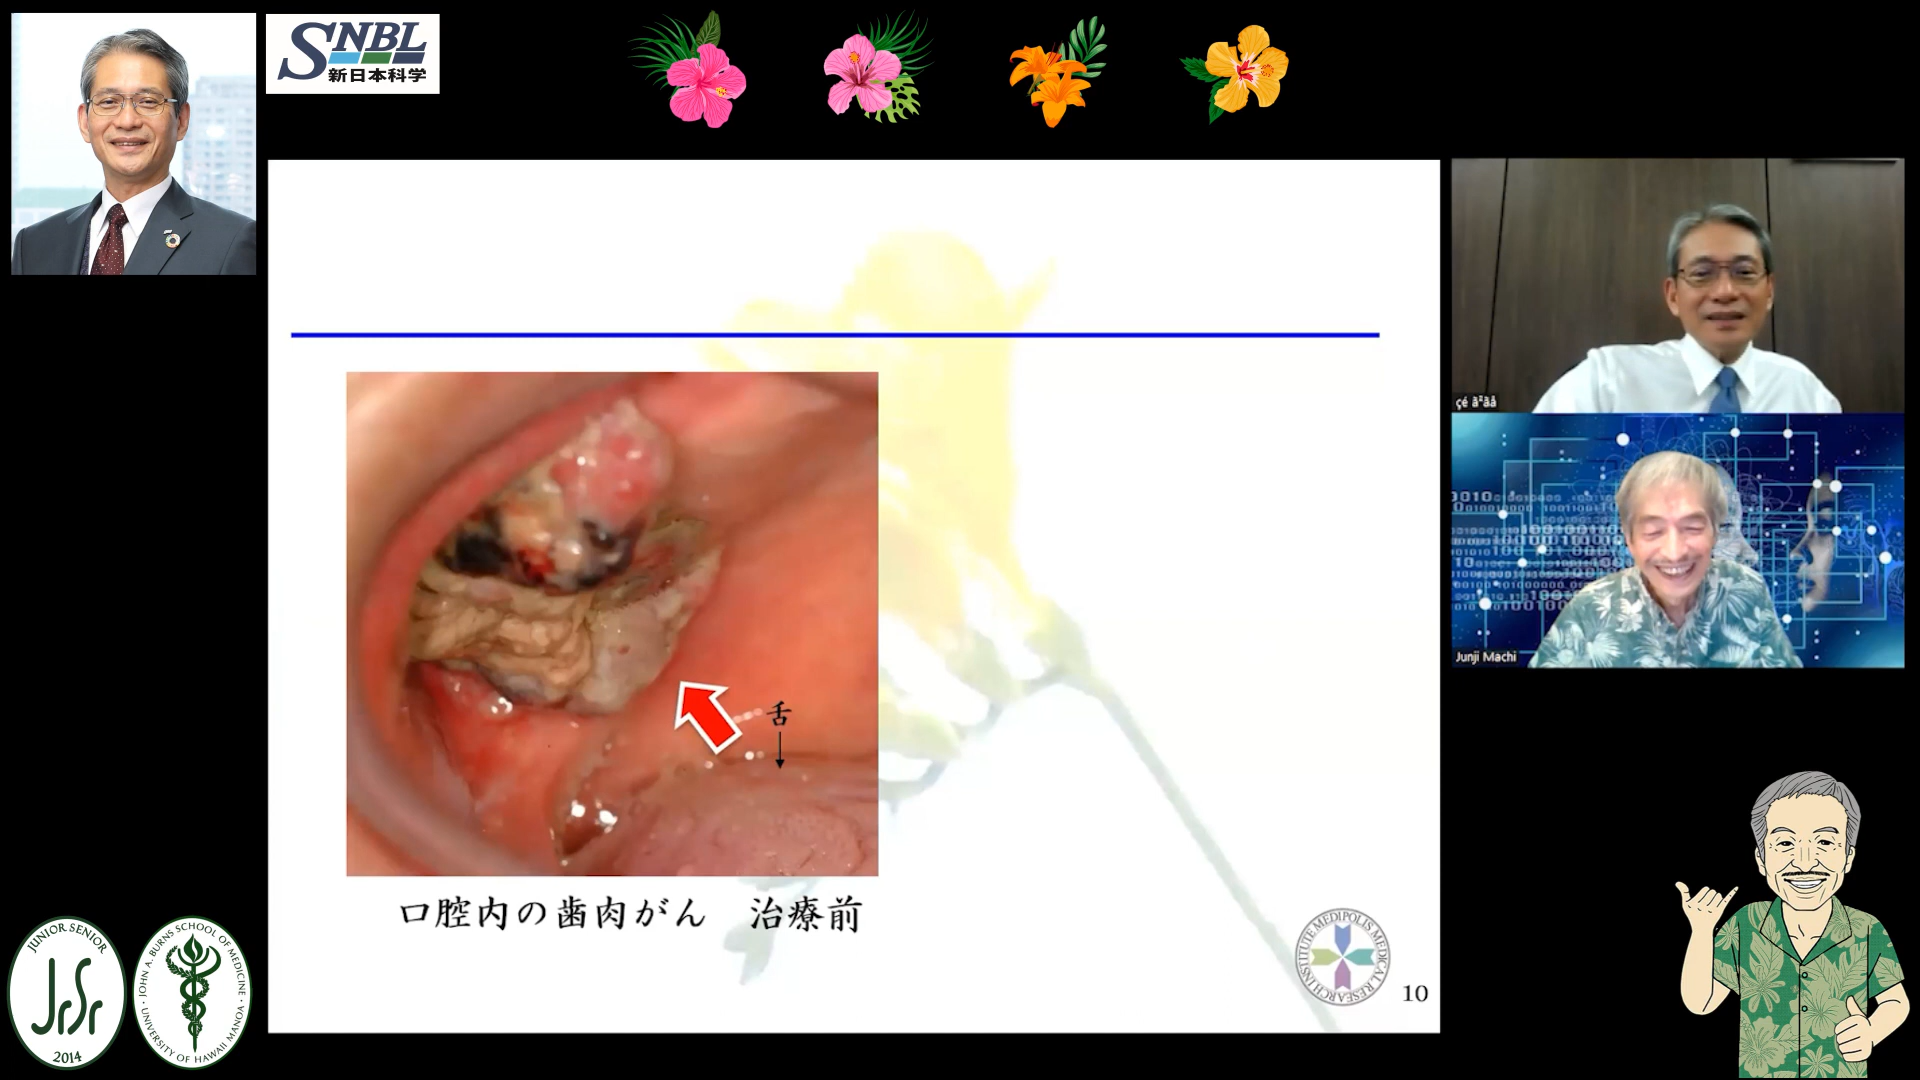 SNBL
新日本科学
舌
口腔内の歯肉がん 治療前
MEDIPOLIS MEDICAL RESEARCH INSTITUTE
10
Junji Machi
JUNIOR SENIOR
JrSr
2014
JOHN A. BURNS SCHOOL OF MEDICINE
UNIVERSITY OF HAWAII MANOA